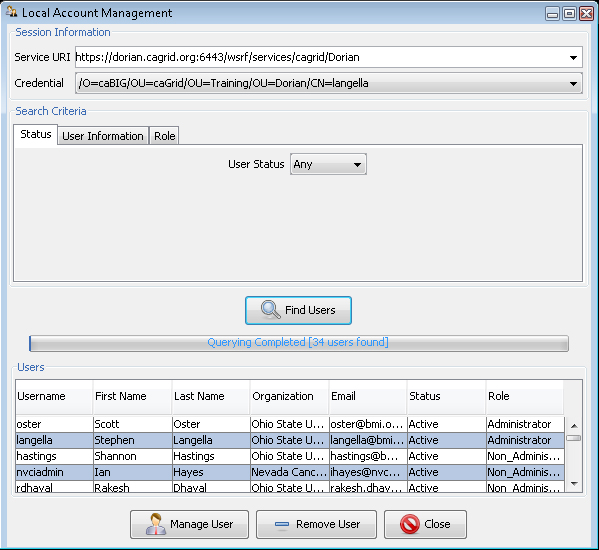 Local Account Management
Session Information
Service URI https://dorian.cagrid.org:6443/wsrf/services/cagrid/Dorian
Credential /O=caBIG/OU=caGrid/OU=Training/OU=Dorian/CN=langella
Search Criteria
Status User Information Role
User Status Any
Find Users
Querying Completed [34 users found]
Users
Username First Name Last Name Organization Email Status Role
oster Scott Oster Ohio State U... oster@bmi.o... Active Administrator
langella Stephen Langella Ohio State U... langella@bmi... Active Administrator
hastings Shannon Hastings Ohio State U... hastings@b... Active Non_Adminis...
nvciadmin Ian Hayes Nevada Canc... ihayes@nvc... Active Non_Adminis...
rdhaval Rakesh Dhaval Ohio State U... rakesh.dhav... Active Non_Adminis...
Manage User Remove User Close